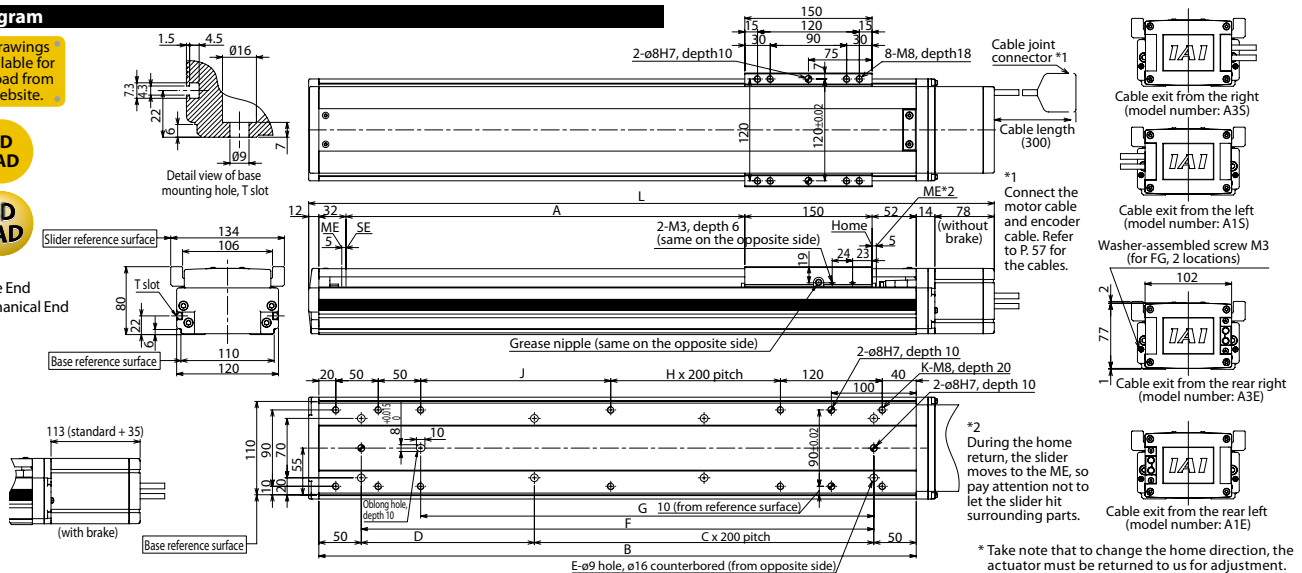 gram
rawings
ilable for
oad from
ebsite.
D
AD
D
AD
e End
hanical End
1.5
4.5
Ø16
7.3
4.3
22
6
Ø9
7
Detail view of base
mounting hole, T slot
150
15
120
15
30
90
30
75
7
2-ø8H7, depth10
8-M8, depth18
120
120±0.02
Cable joint
connector *1
Cable length
(300)
*1
Connect the
motor cable
and encoder
cable. Refer
to P. 57 for
the cables.
L
12
32
A
150
ME*2
52
14
78
(without
brake)
ME
SE
5
2-M3, depth 6
(same on the opposite side)
Home
5
19
24
23
Grease nipple (same on the opposite side)
Slider reference surface
134
106
T slot
80
22
6
110
120
Base reference surface
20
50
50
J
H x 200 pitch
120
40
100
2-ø8H7, depth 10
K-M8, depth 20
2-ø8H7, depth 10
110
90
70
55
10
20
8 +0.015 0
10
90±0.02
Oblong hole,
depth 10
G
10 (from reference surface)
F
50
D
C x 200 pitch
50
B
E-ø9 hole, ø16 counterbored (from opposite side)
Base reference surface
113 (standard + 35)
(with brake)
*2
During the home
return, the slider
moves to the ME, so
pay attention not to
let the slider hit
surrounding parts.
IAI
Cable exit from the right
(model number: A3S)
IAI
Cable exit from the left
(model number: A1S)
Washer-assembled screw M3
(for FG, 2 locations)
102
2
77
1
IAI
Cable exit from the rear right
(model number: A3E)
IAI
Cable exit from the rear left
(model number: A1E)
* Take note that to change the home direction, the
actuator must be returned to us for adjustment.